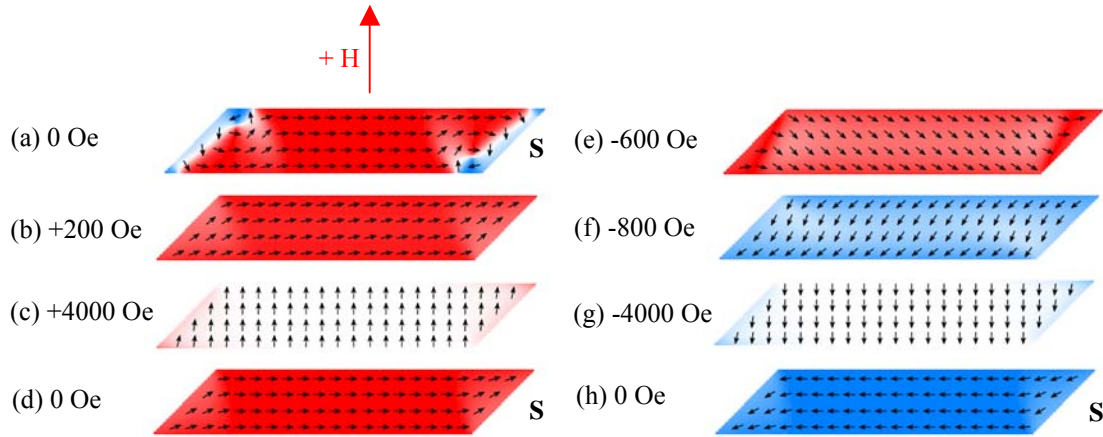 + H
(a) 0 Oe
S
(b) +200 Oe
(c) +4000 Oe
(d) 0 Oe
S
(e) -600 Oe
(f) -800 Oe
(g) -4000 Oe
(h) 0 Oe
S